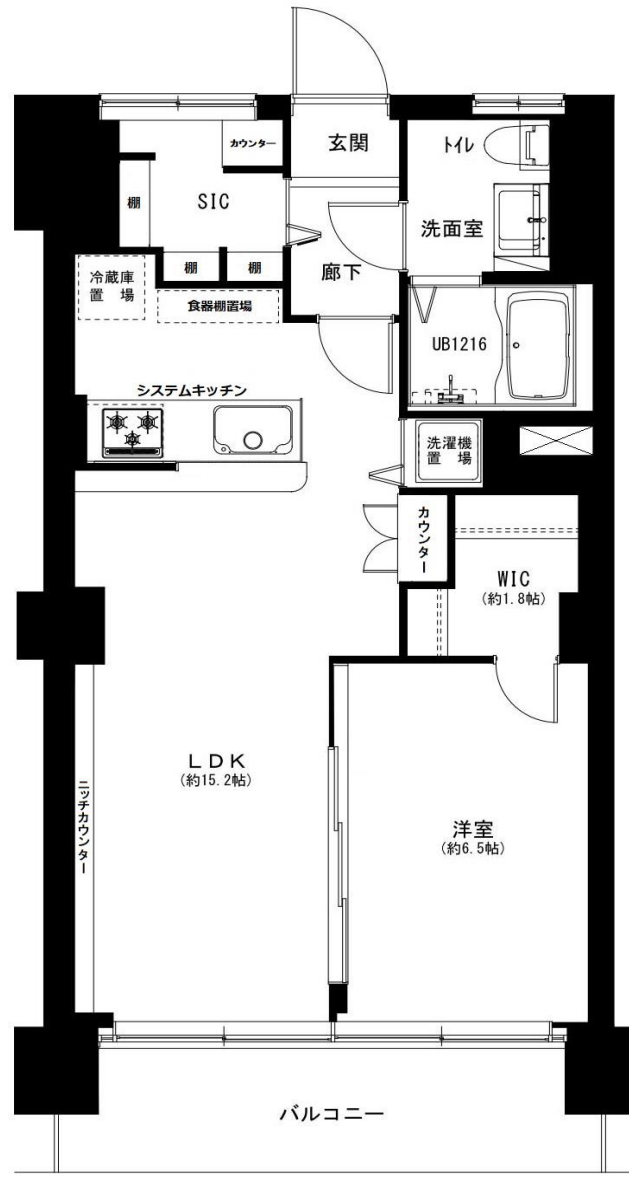 カウンター
玄関
トイレ
棚
SIC
洗面室
棚
棚
廊下
冷蔵庫
置場
食器棚置場
UB1216
システムキッチン
洗濯機
置場
カウンター
WIC
(約1.8帖)
LDK
(約15.2帖)
ニッチカウンター
洋室
(約6.5帖)
バルコニー